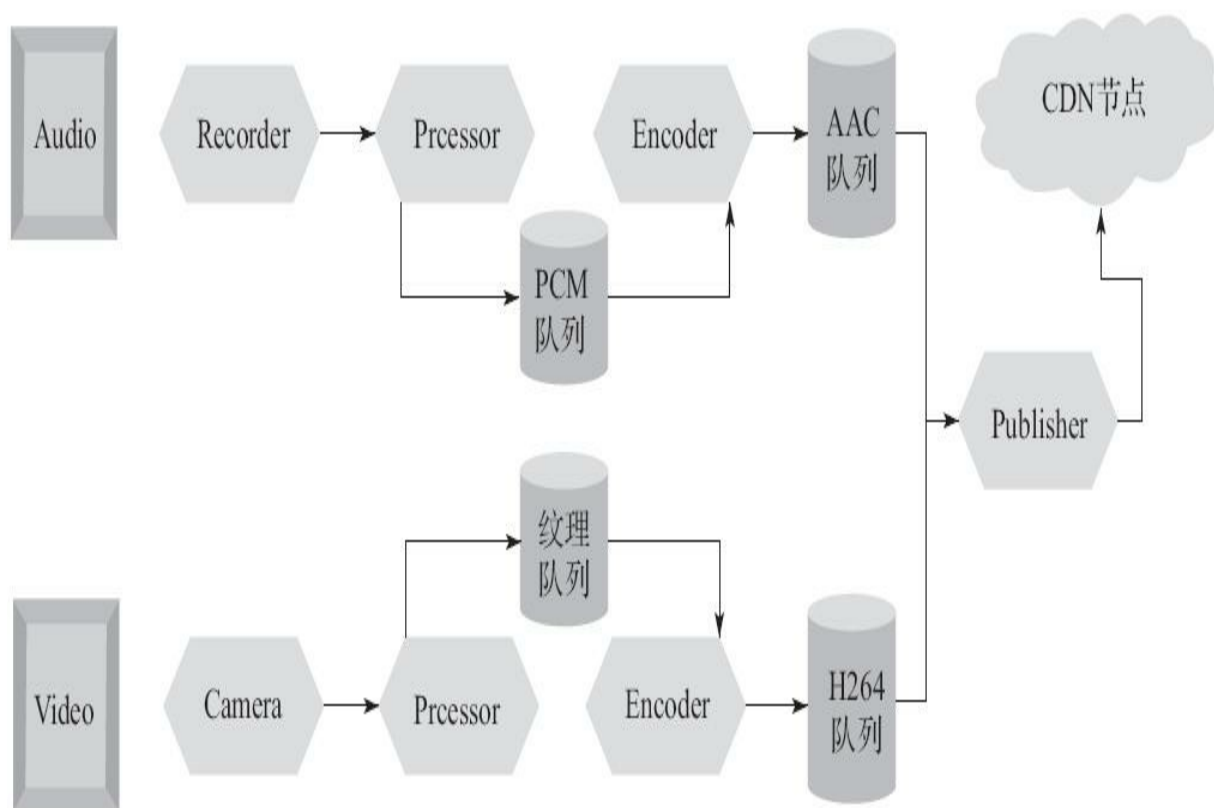 Audio
Recorder
Prcessor
Encoder
AAC
队列
CDN节点
PCM
队列
Publisher
纹理
队列
Video
Camera
Prcessor
Encoder
H264
队列